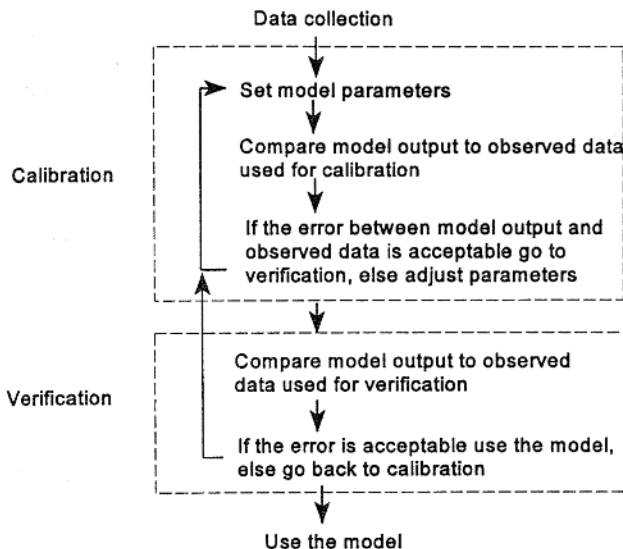 Data collection
Set model parameters
Compare model output to observed data
used for calibration
Calibration
If the error between model output and
observed data is acceptable go to
verification, else adjust parameters
Compare model output to observed
data used for verification
Verification
If the error is acceptable use the model,
else go back to calibration
Use the model